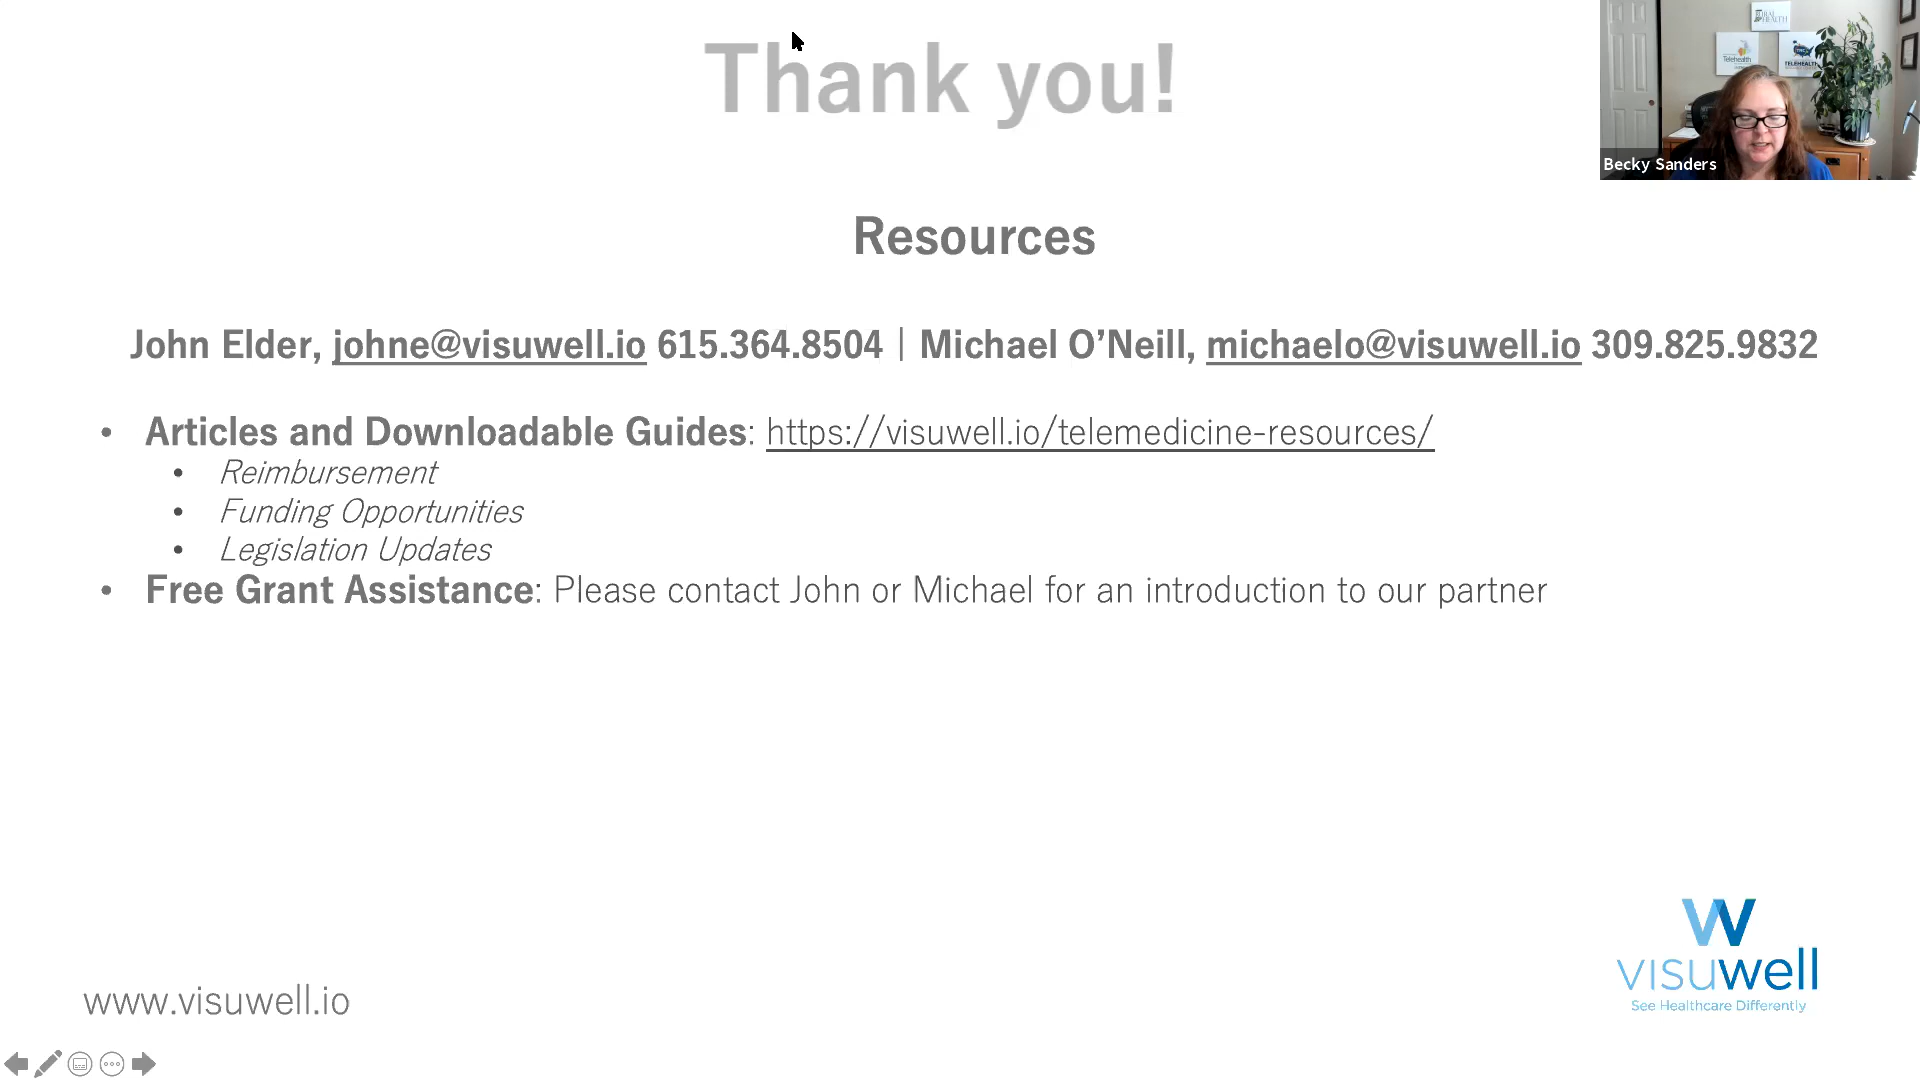 Thank you!
Becky Sanders
Resources
John Elder, johne@visuwell.io 615.364.8504 | Michael O’Neill, michaelo@visuwell.io 309.825.9832
• Articles and Downloadable Guides: https://visuwell.io/telemedicine-resources/
• Reimbursement
• Funding Opportunities
• Legislation Updates
• Free Grant Assistance: Please contact John or Michael for an introduction to our partner
visuwell
See Healthcare Differently
www.visuwell.io